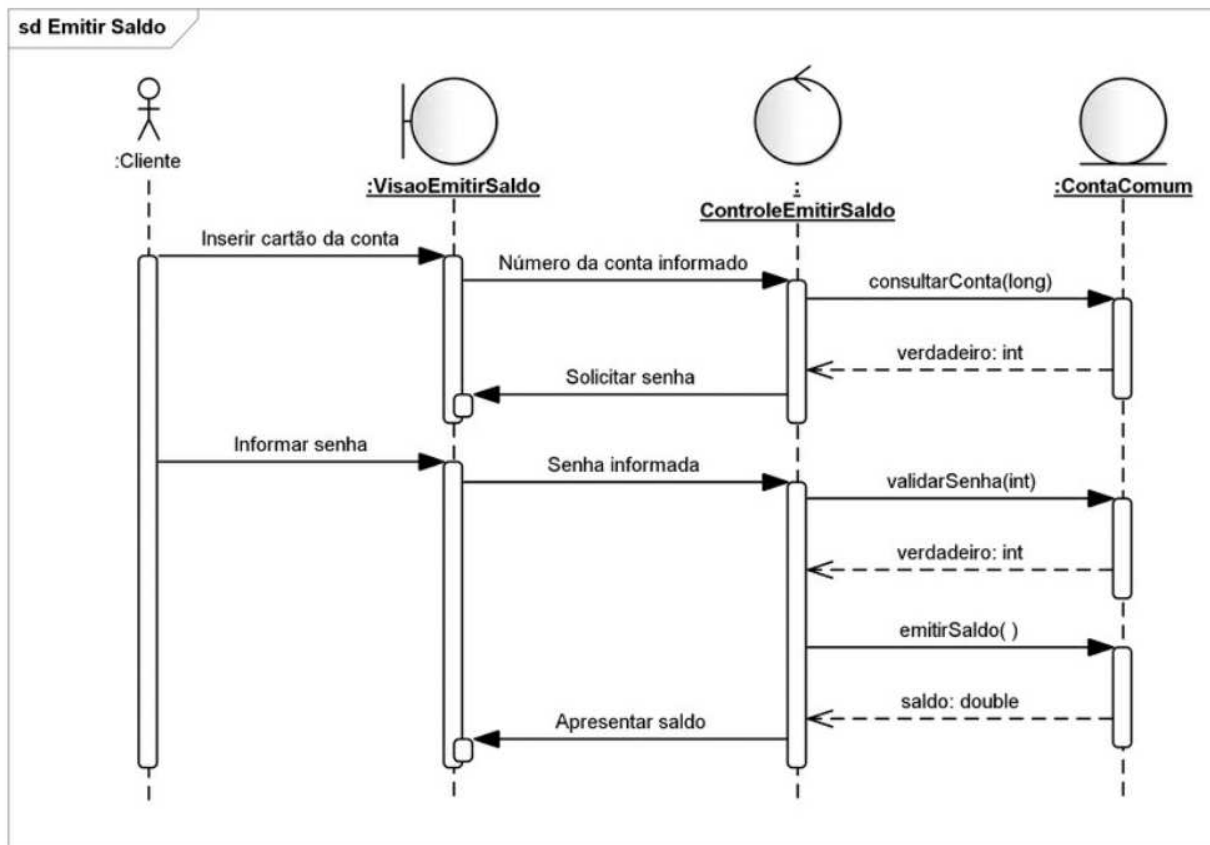 sd Emitir Saldo
:Cliente
:VisaoEmitirSaldo
:
ControleEmitirSaldo
:ContaComum
Inserir cartão da conta
Número da conta informado
consultarConta(long)
verdadeiro: int
Solicitar senha
Informar senha
Senha informada
validarSenha(int)
verdadeiro: int
emitirSaldo( )
saldo: double
Apresentar saldo